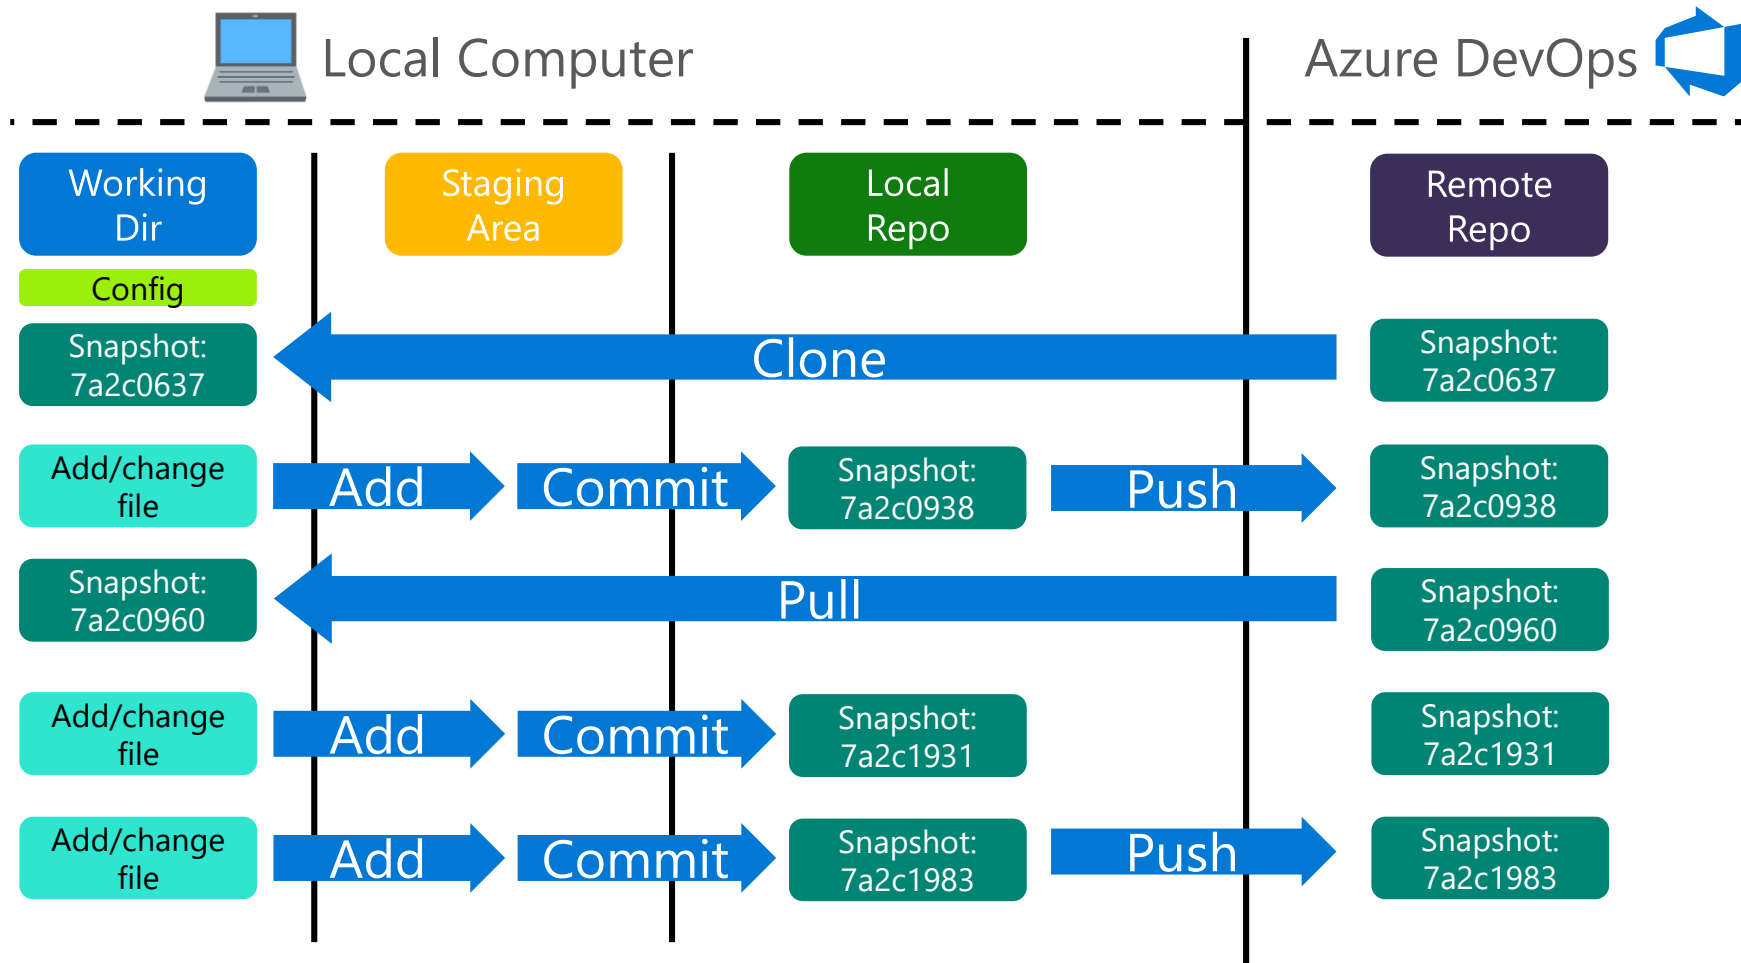 Local Computer
Azure DevOps
Working
Dir
Staging
Area
Local
Repo
Remote
Repo
Config
Snapshot:
7a2c0637
Clone
Snapshot:
7a2c0637
Add/change
file
Add
Commit
Snapshot:
7a2c0938
Push
Snapshot:
7a2c0938
Snapshot:
7a2c0960
Pull
Snapshot:
7a2c0960
Add/change
file
Add
Commit
Snapshot:
7a2c1931
Snapshot:
7a2c1931
Add/change
file
Add
Commit
Snapshot:
7a2c1983
Push
Snapshot:
7a2c1983